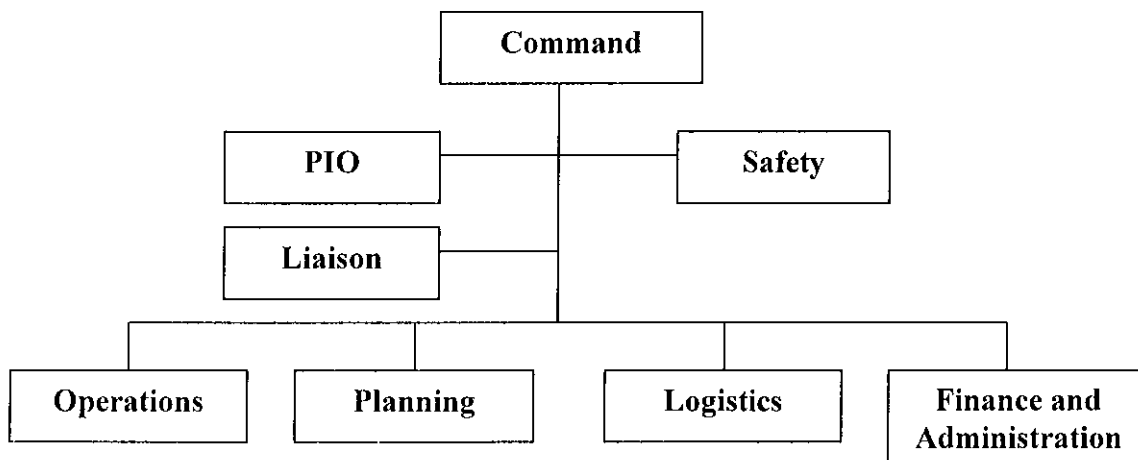 Command
PIO
Safety
Liaison
Operations
Planning
Logistics
Finance and
Administration